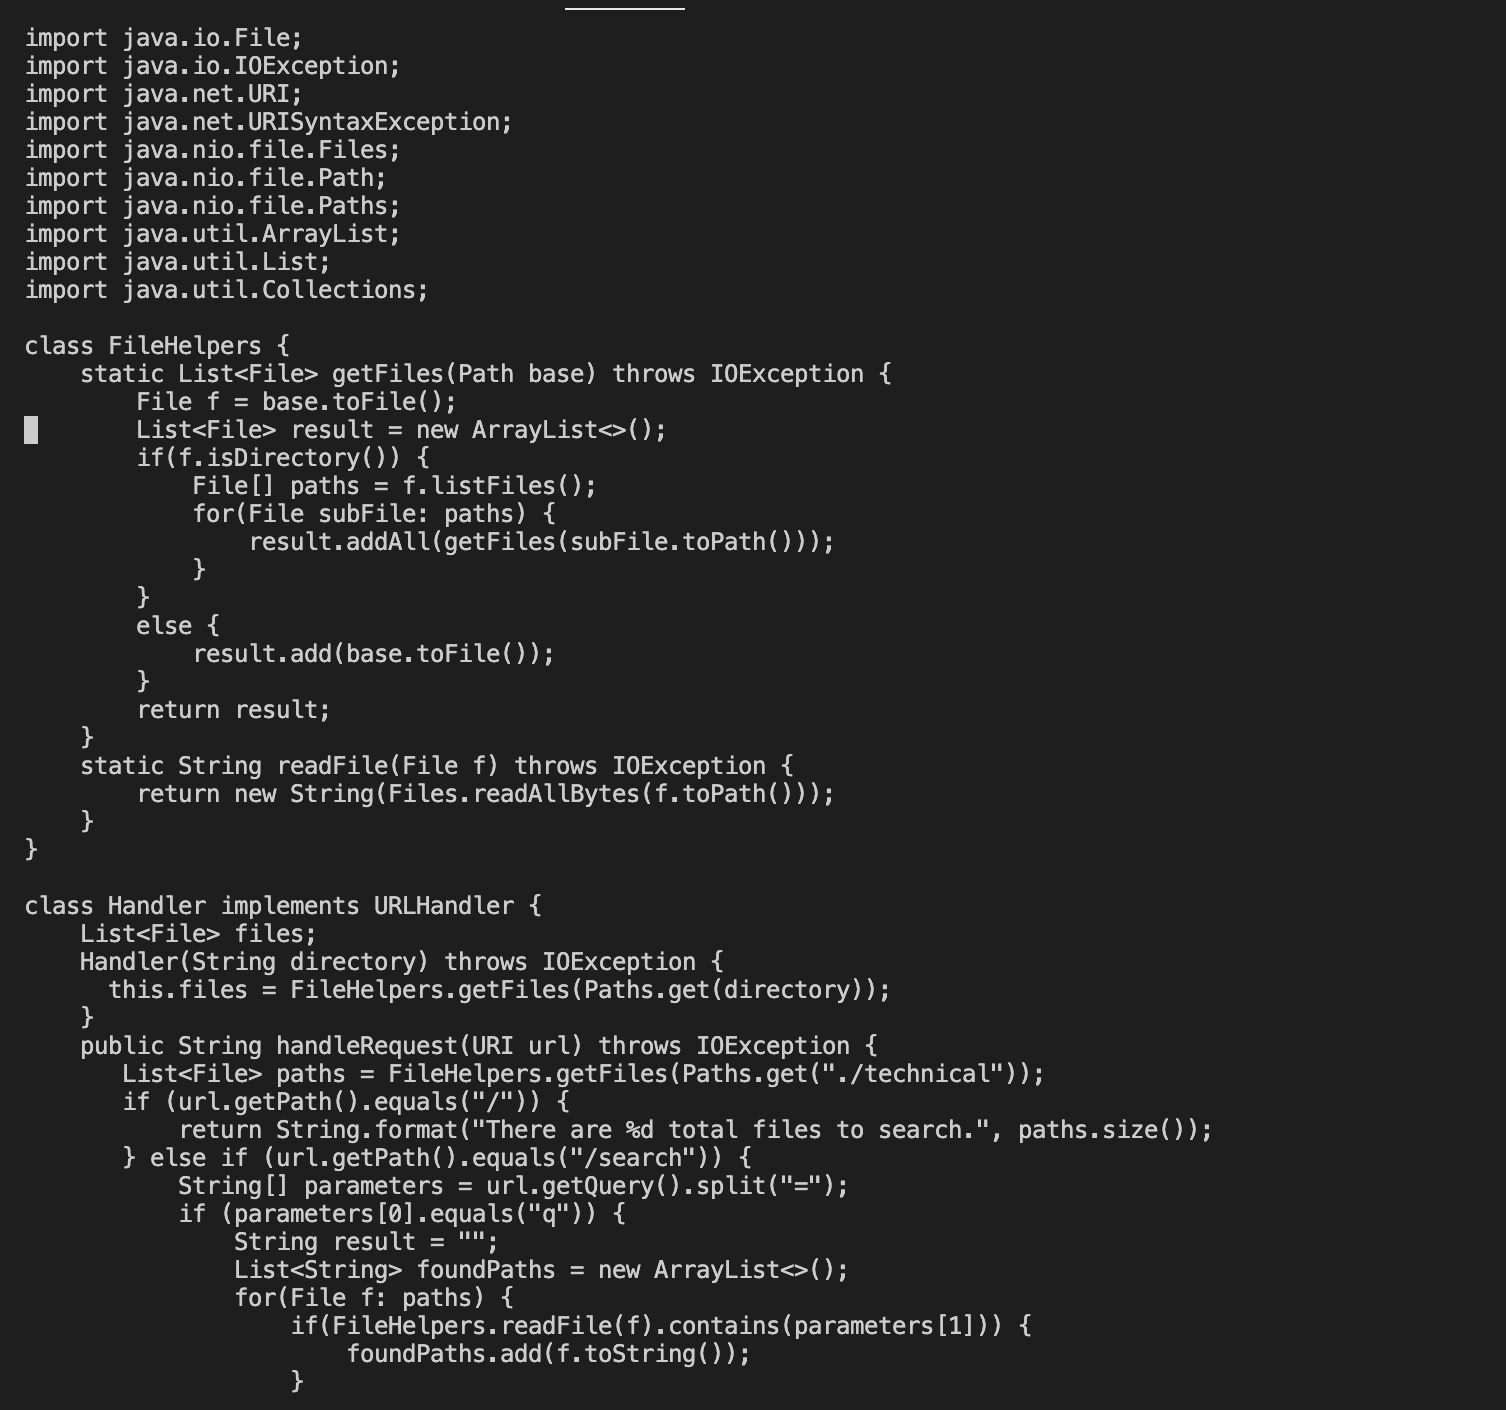 import java.io.File;
import java.io.IOException;
import java.net.URI;
import java.net.URISyntaxException;
import java.nio.file.Files;
import java.nio.file.Path;
import java.nio.file.Paths;
import java.util.ArrayList;
import java.util.List;
import java.util.Collections;

class FileHelpers {
    static List<File> getFiles(Path base) throws IOException {
        File f = base.toFile();
        List<File> result = new ArrayList<>();
        if(f.isDirectory()) {
            File[] paths = f.listFiles();
            for(File subFile: paths) {
                result.addAll(getFiles(subFile.toPath()));
            }
        }
        else {
            result.add(base.toFile());
        }
        return result;
    }
    static String readFile(File f) throws IOException {
        return new String(Files.readAllBytes(f.toPath()));
    }
}

class Handler implements URLHandler {
    List<File> files;
    Handler(String directory) throws IOException {
      this.files = FileHelpers.getFiles(Paths.get(directory));
    }
    public String handleRequest(URI url) throws IOException {
       List<File> paths = FileHelpers.getFiles(Paths.get("./technical"));
       if (url.getPath().equals("/")) {
           return String.format("There are %d total files to search.", paths.size());
       } else if (url.getPath().equals("/search")) {
           String[] parameters = url.getQuery().split("=");
           if (parameters[0].equals("q")) {
               String result = "";
               List<String> foundPaths = new ArrayList<>();
               for(File f: paths) {
                   if(FileHelpers.readFile(f).contains(parameters[1])) {
                       foundPaths.add(f.toString());
                   }